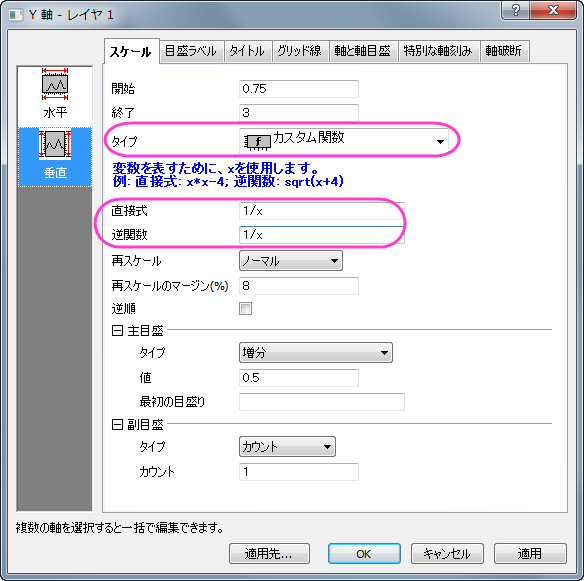 Y 軸 - レイヤ 1
スケール 目盛ラベル タイトル グリッド線 軸と軸目盛 特別な軸刻み 軸破断
水平
垂直
開始 0.75
終了 3
タイプ カスタム関数
変数を表すために、xを使用します。
例: 直接式: x*x-4; 逆関数: sqrt(x+4)
直接式 1/x
逆関数 1/x
再スケール ノーマル
再スケールのマージン(%) 8
逆順
主目盛
タイプ 増分
値 0.5
最初の目盛り
副目盛
タイプ カウント
カウント 1
複数の軸を選択すると一括で編集できます。
適用先... OK キャンセル 適用